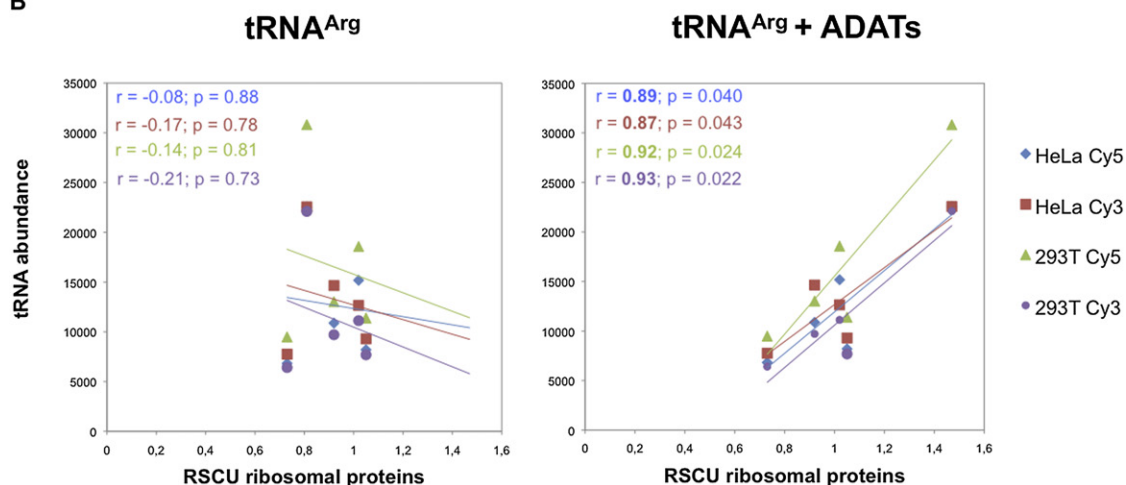 B
tRNAArg
tRNAArg + ADATs
tRNA abundance
35000
30000
25000
20000
15000
10000
5000
0
r = -0.08; p = 0.88
r = -0.17; p = 0.78
r = -0.14; p = 0.81
r = -0.21; p = 0.73
0 0,2 0,4 0,6 0,8 1 1,2 1,4 1,6
RSCU ribosomal proteins
35000
30000
25000
20000
15000
10000
5000
0
r = 0.89; p = 0.040
r = 0.87; p = 0.043
r = 0.92; p = 0.024
r = 0.93; p = 0.022
0 0,2 0,4 0,6 0,8 1 1,2 1,4 1,6
RSCU ribosomal proteins
HeLa Cy5
HeLa Cy3
293T Cy5
293T Cy3